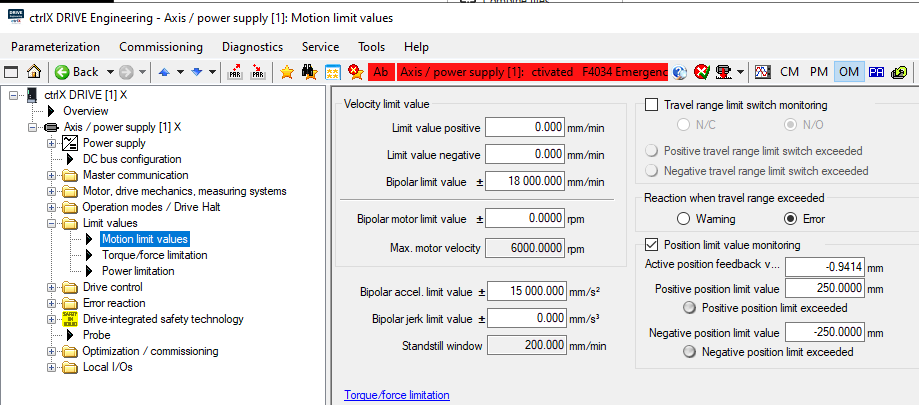 Compute files
ctrlX DRIVE Engineering - Axis / power supply [1]: Motion limit values
Parameterization Commissioning Diagnostics Service Tools Help
Back PAR PAR Ab Axis / power supply [1]: ctivated F4034 Emergenc CM PM OM
ctrlX DRIVE [1] X
Overview
Axis / power supply [1] X
Power supply
DC bus configuration
Master communication
Motor, drive mechanics, measuring systems
Operation modes / Drive Halt
Limit values
Motion limit values
Torque/force limitation
Power limitation
Drive control
Error reaction
Drive-integrated safety technology
Probe
Optimization / commissioning
Local I/Os
Velocity limit value
Limit value positive 0.000 mm/min
Limit value negative 0.000 mm/min
Bipolar limit value ± 18 000.000 mm/min
Bipolar motor limit value ± 0.0000 rpm
Max. motor velocity 6000.0000 rpm
Bipolar accel. limit value ± 15 000.000 mm/s²
Bipolar jerk limit value ± 0.000 mm/s³
Standstill window 200.000 mm/min
Torque/force limitation
Travel range limit switch monitoring
N/C N/O
Positive travel range limit switch exceeded
Negative travel range limit switch exceeded
Reaction when travel range exceeded
Warning Error
Position limit value monitoring
Active position feedback v... -0.9414 mm
Positive position limit value 250.0000 mm
Positive position limit exceeded
Negative position limit value -250.0000 mm
Negative position limit exceeded